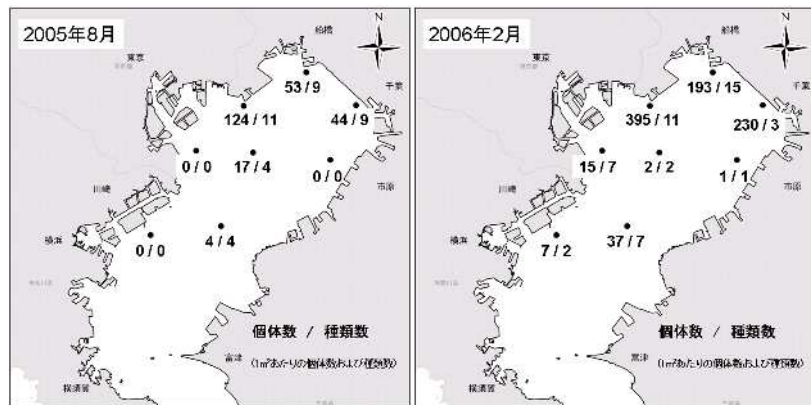 2005年8月
N
船橋
東京
千葉
53 / 9
124 / 11
44 / 9
0 / 0
17 / 4
0 / 0
川崎
市原
横浜
0 / 0
4 / 4
個体数 / 種類数
(1㎡あたりの個体数および種類数)
富津
横須賀
2006年2月
N
船橋
東京
千葉
193 / 15
395 / 11
230 / 3
15 / 7
2 / 2
1 / 1
川崎
市原
横浜
7 / 2
37 / 7
個体数 / 種類数
(1㎡あたりの個体数および種類数)
富津
横須賀